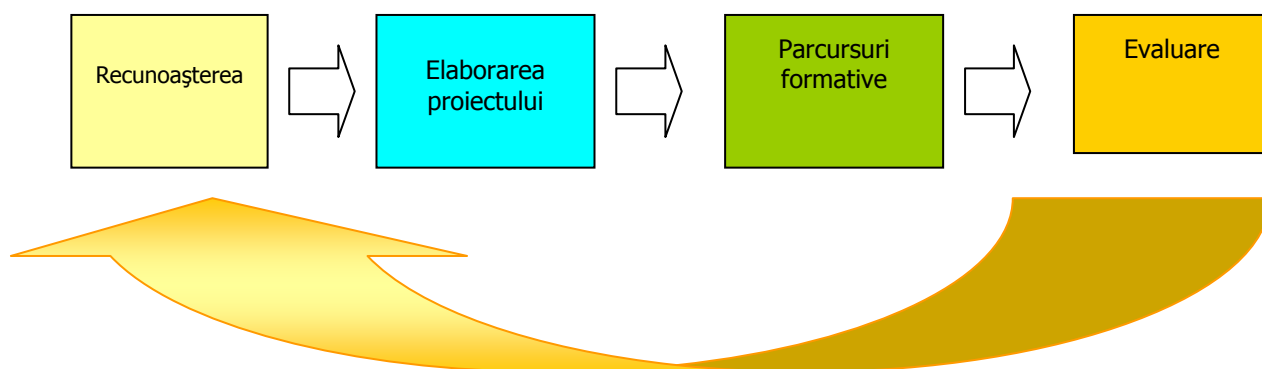 Recunoaşterea
Elaborarea
proiectului
Parcursuri
formative
Evaluare